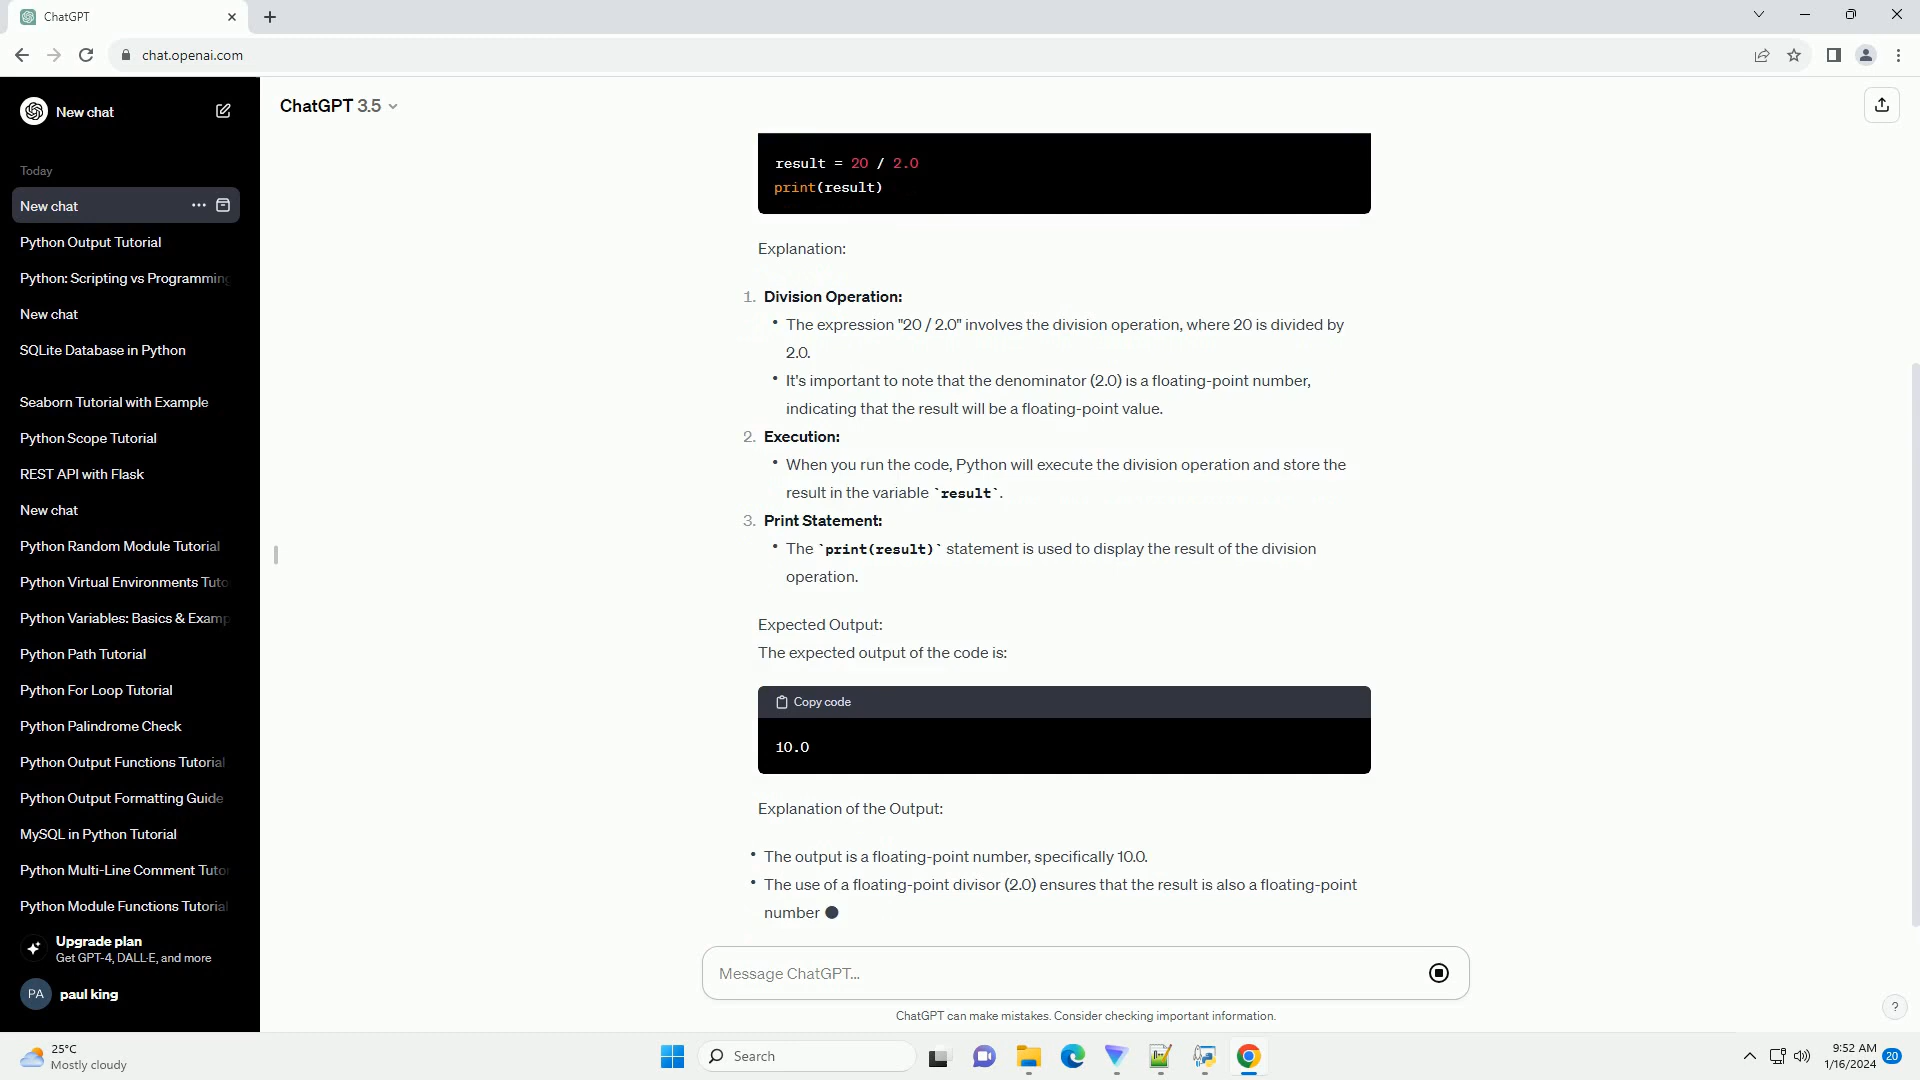 ChatGPT
chat.openai.com
New chat
ChatGPT 3.5
Today
New chat
Python Output Tutorial
Python: Scripting vs Programming
New chat
SQLite Database in Python
Seaborn Tutorial with Example
Python Scope Tutorial
REST API with Flask
New chat
Python Random Module Tutorial
Python Virtual Environments Tuto
Python Variables: Basics & Examp
Python Path Tutorial
Python For Loop Tutorial
Python Palindrome Check
Python Output Functions Tutorial
Python Output Formatting Guide
MySQL in Python Tutorial
Python Multi-Line Comment Tuto
Python Module Functions Tutorial
Upgrade plan
Get GPT-4, DALL·E, and more
PA
paul king
result = 20 / 2.0
print(result)
Explanation:
1. Division Operation:
• The expression "20 / 2.0" involves the division operation, where 20 is divided by
2.0.
• It's important to note that the denominator (2.0) is a floating-point number,
indicating that the result will be a floating-point value.
2. Execution:
• When you run the code, Python will execute the division operation and store the
result in the variable `result`.
3. Print Statement:
• The `print(result)` statement is used to display the result of the division
operation.
Expected Output:
The expected output of the code is:
Copy code
10.0
Explanation of the Output:
• The output is a floating-point number, specifically 10.0.
• The use of a floating-point divisor (2.0) ensures that the result is also a floating-point
number
Message ChatGPT...
ChatGPT can make mistakes. Consider checking important information.
?
25°C
Mostly cloudy
Search
9:52 AM
1/16/2024
20